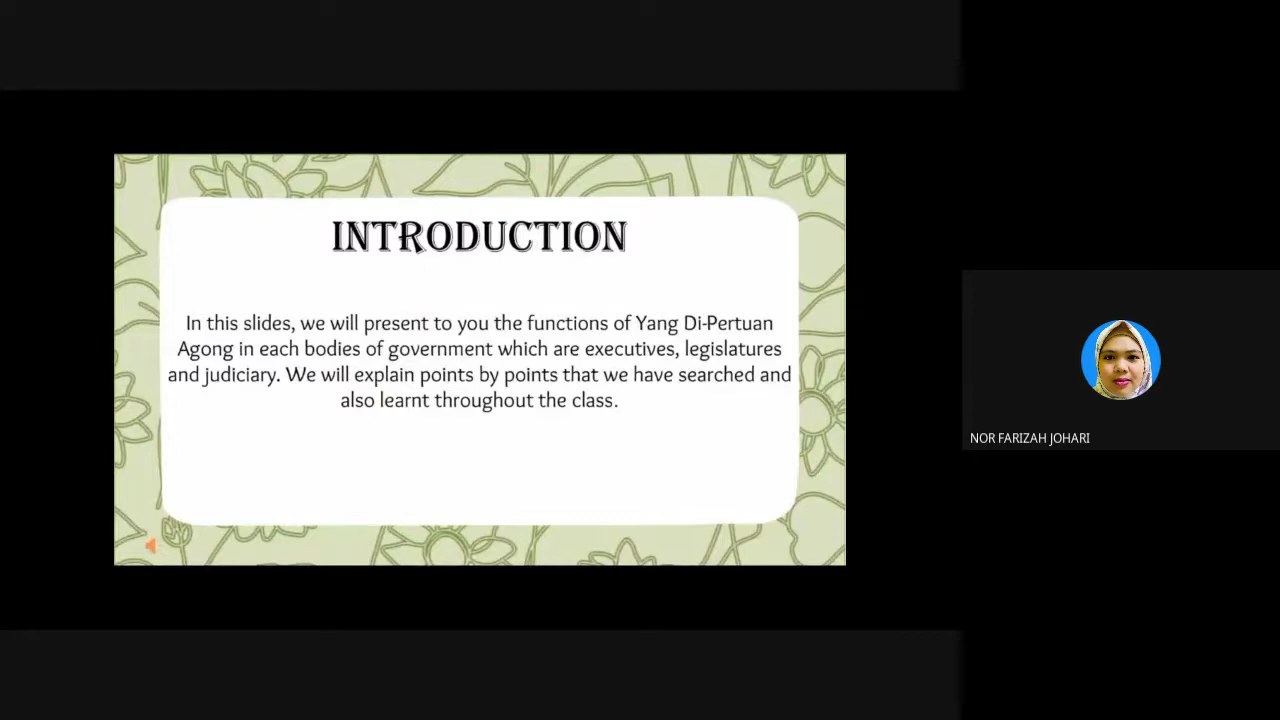 INTRODUCTION
In this slides, we will present to you the functions of Yang Di-Pertuan
Agong in each bodies of government which are executives, legislatures
and judiciary. We will explain points by points that we have searched and
also learnt throughout the class.
NOR FARIZAH JOHARI